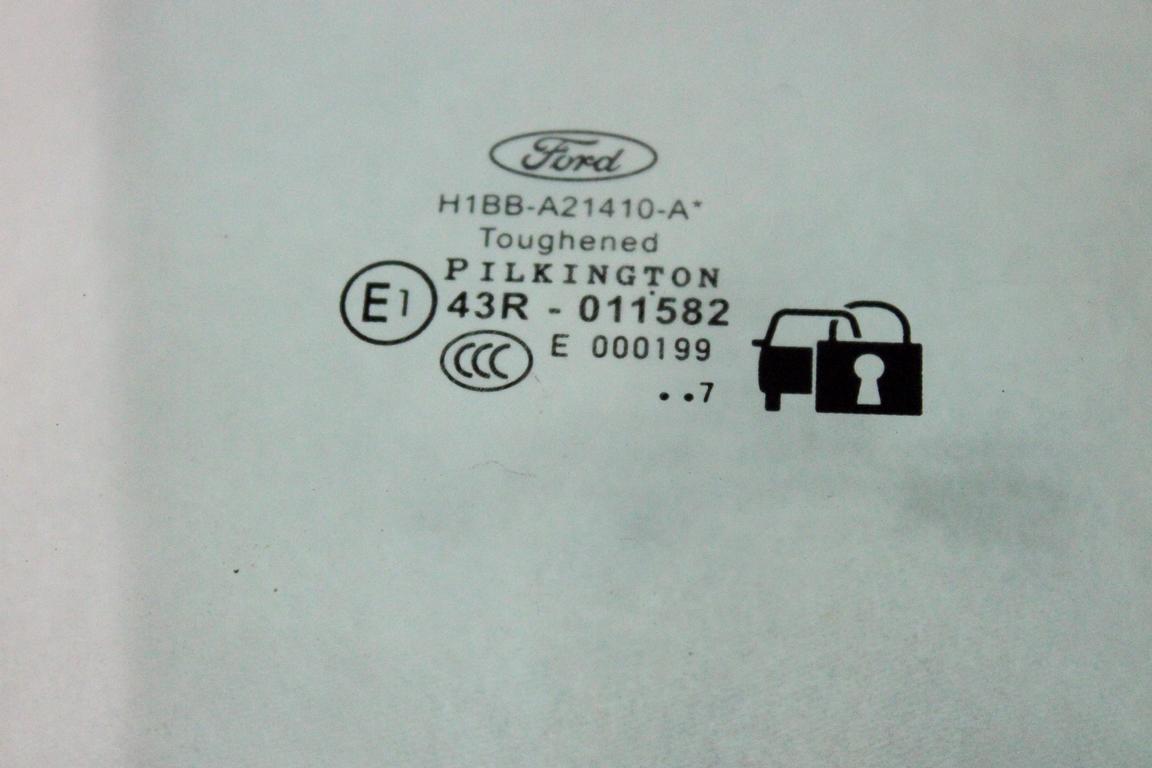 Ford
H1BB-A21410-A*
Toughened
PILKINGTON
E1 43R - 011582
CCC E 000199
..7